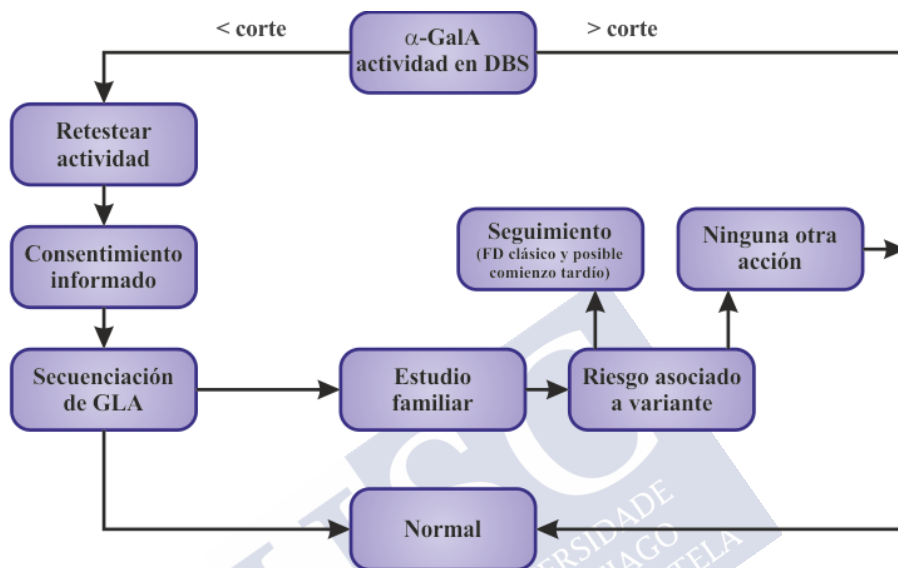 < corte
α-GalA
actividad en DBS
> corte
Retestear
actividad
Consentimiento
informado
Seguimiento
(FD clásico y posible
comienzo tardío)
Ninguna otra
acción
Secuenciación
de GLA
Estudio
familiar
Riesgo asociado
a variante
Normal
USC